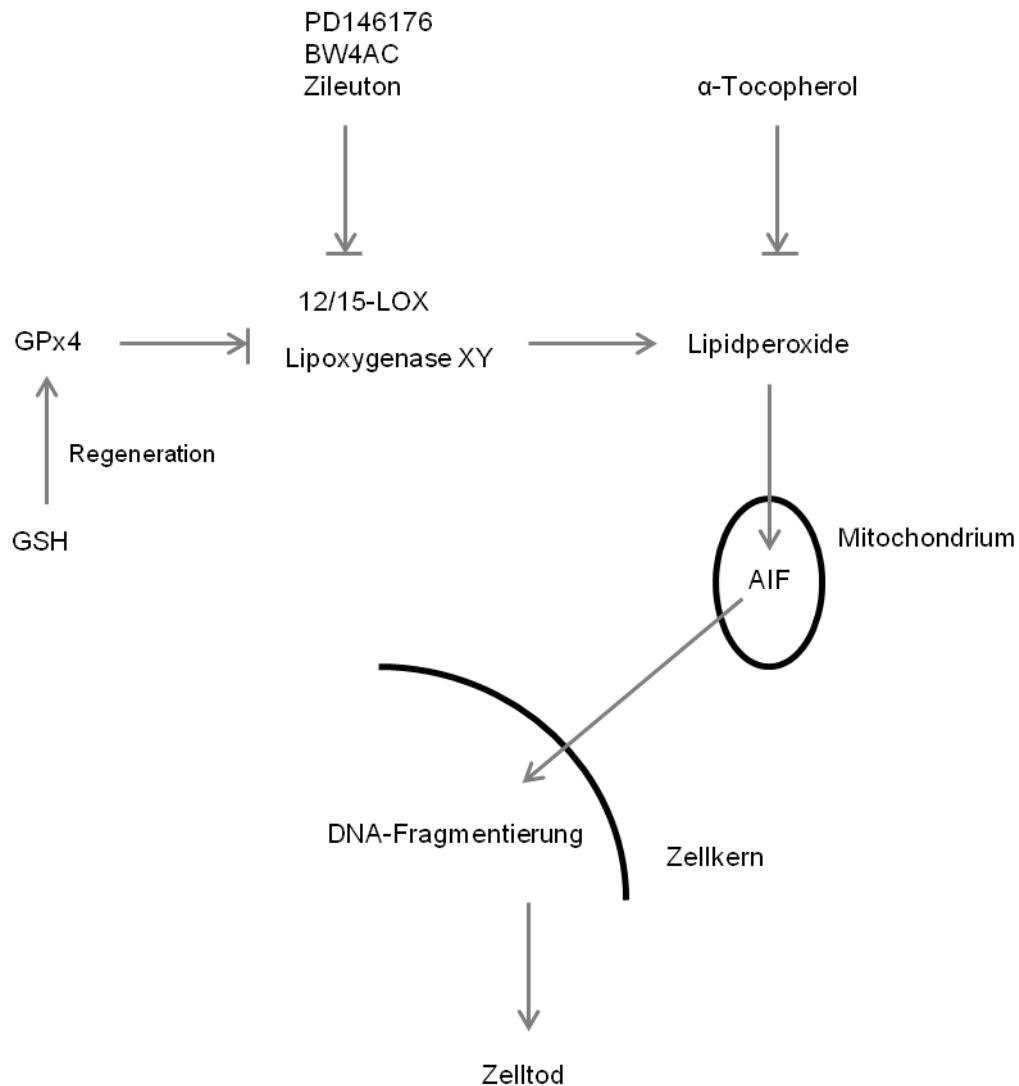 PD146176
BW4AC
Zileuton
α-Tocopherol
12/15-LOX
GPx4
Lipoxygenase XY
Lipidperoxide
Regeneration
GSH
Mitochondrium
AIF
DNA-Fragmentierung
Zellkern
Zelltod